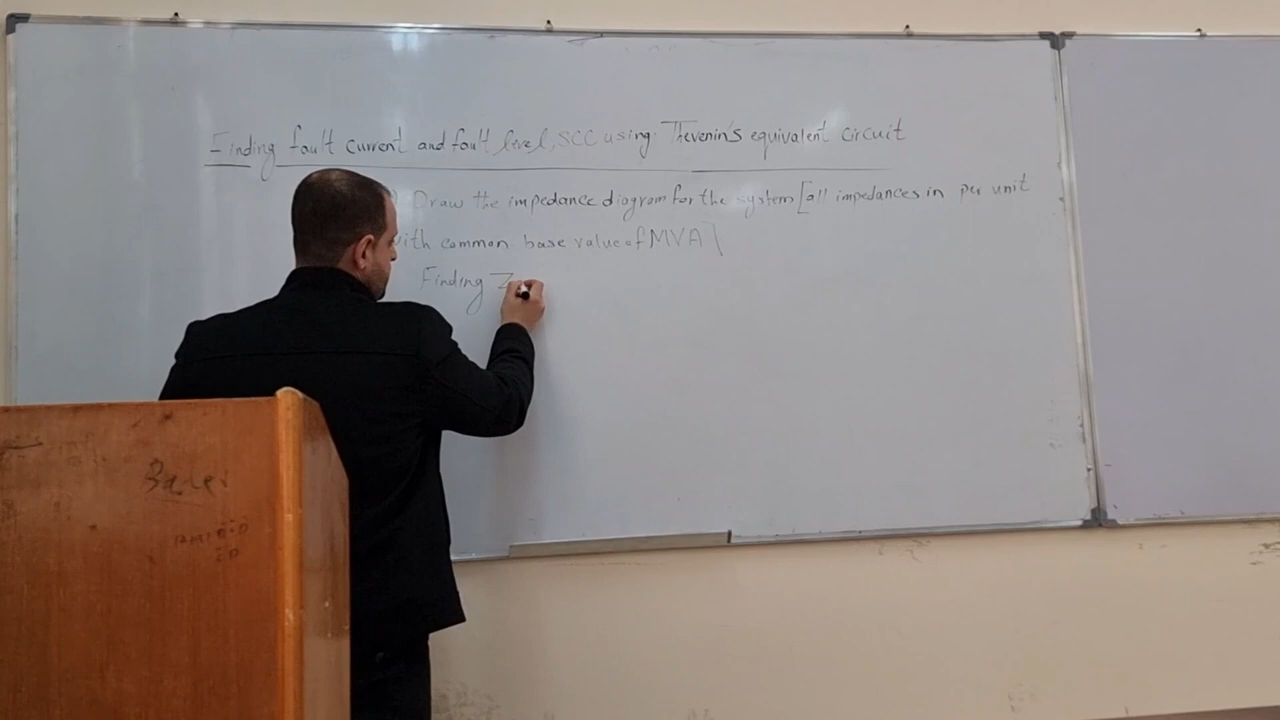 Finding fault current and fault level, SCC using Thevenin's equivalent circuit
Draw the impedance diagram for the system [all impedances in per unit
with common base value of MVA]
Finding Z
Bader